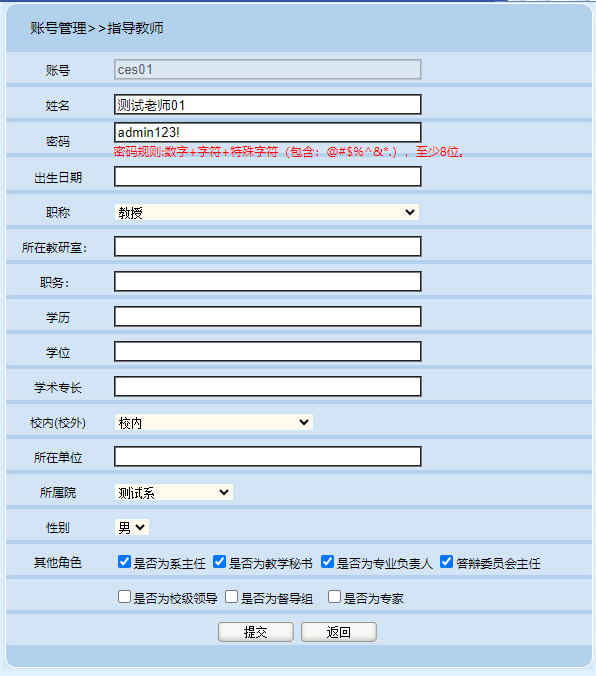 账号管理>>指导教师
账号 ces01
姓名 测试老师01
密码 admin123!
密码规则:数字+字符+特殊字符（包含：@#$%^&*.），至少8位。
出生日期
职称 教授
所在教研室：
职务：
学历
学位
学术专长
校内(校外) 校内
所在单位
所属院 测试系
性别 男
其他角色 是否为系主任 是否为教学秘书 是否为专业负责人 答辩委员会主任
是否为校级领导 是否为督导组 是否为专家
提交 返回